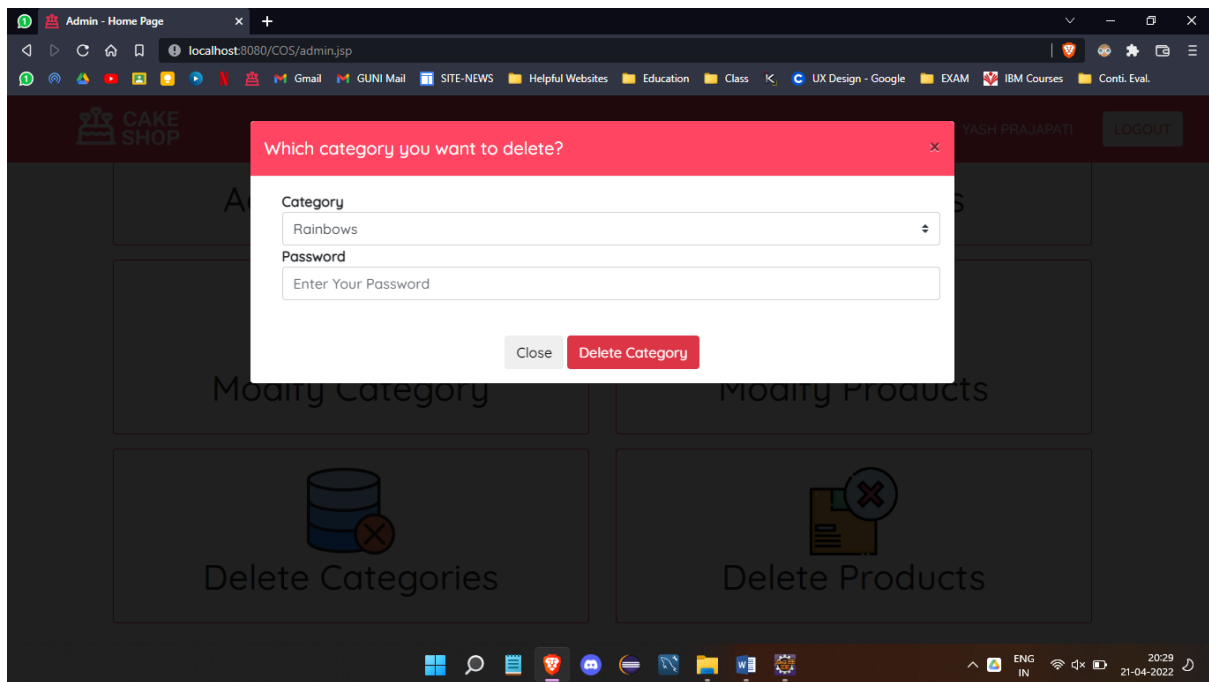 Admin - Home Page
localhost:8080/COS/admin.jsp
Gmail GUNI Mail SITE-NEWS Helpful Websites Education Class UX Design - Google EXAM IBM Courses Conti. Eval.
CAKE
SHOP
YASH PRAJAPATI LOGOUT
Which category you want to delete? ×
Category
Rainbows
Password
Enter Your Password
Close Delete Category
Modify Category Modify Products
Delete Categories Delete Products
ENG
IN
20:29
21-04-2022